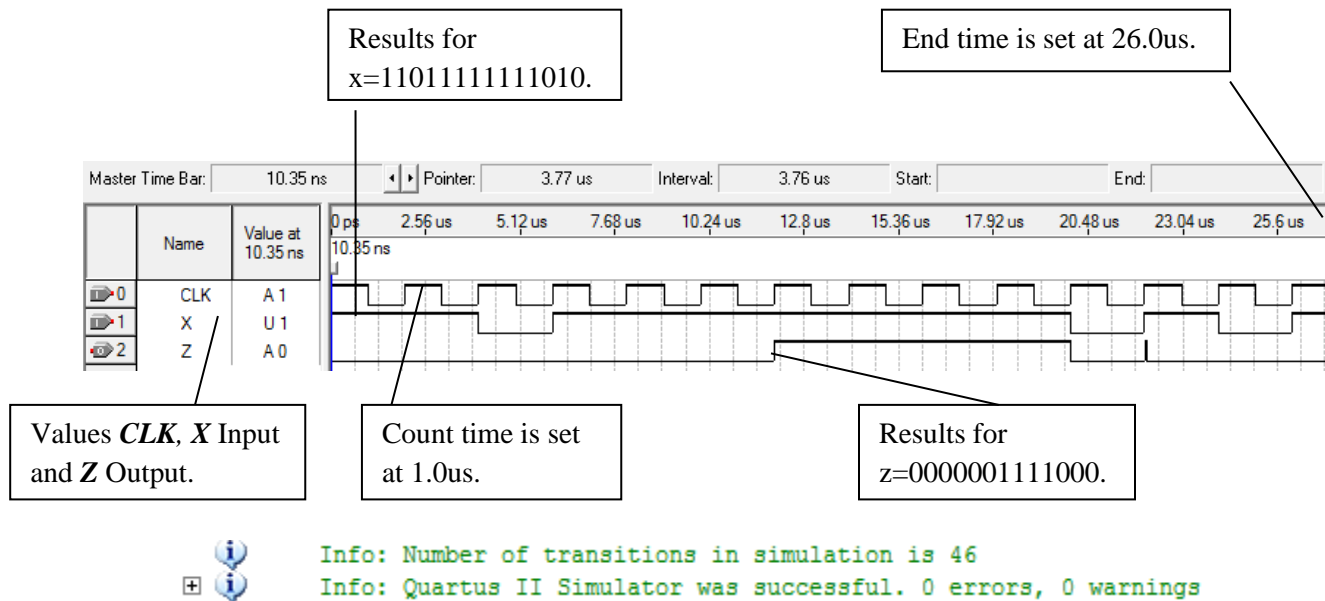 Results for
x=11011111111010.
End time is set at 26.0us.
Master Time Bar: 10.35 ns Pointer: 3.77 us Interval: 3.76 us Start: End:
Name Value at 10.35 ns
0 ps 2.56 us 5.12 us 7.68 us 10.24 us 12.8 us 15.36 us 17.92 us 20.48 us 23.04 us 25.6 us
10.35 ns
0 CLK A 1
1 X U 1
2 Z A 0
Values CLK, X Input
and Z Output.
Count time is set
at 1.0us.
Results for
z=0000001111000.
Info: Number of transitions in simulation is 46
Info: Quartus II Simulator was successful. 0 errors, 0 warnings